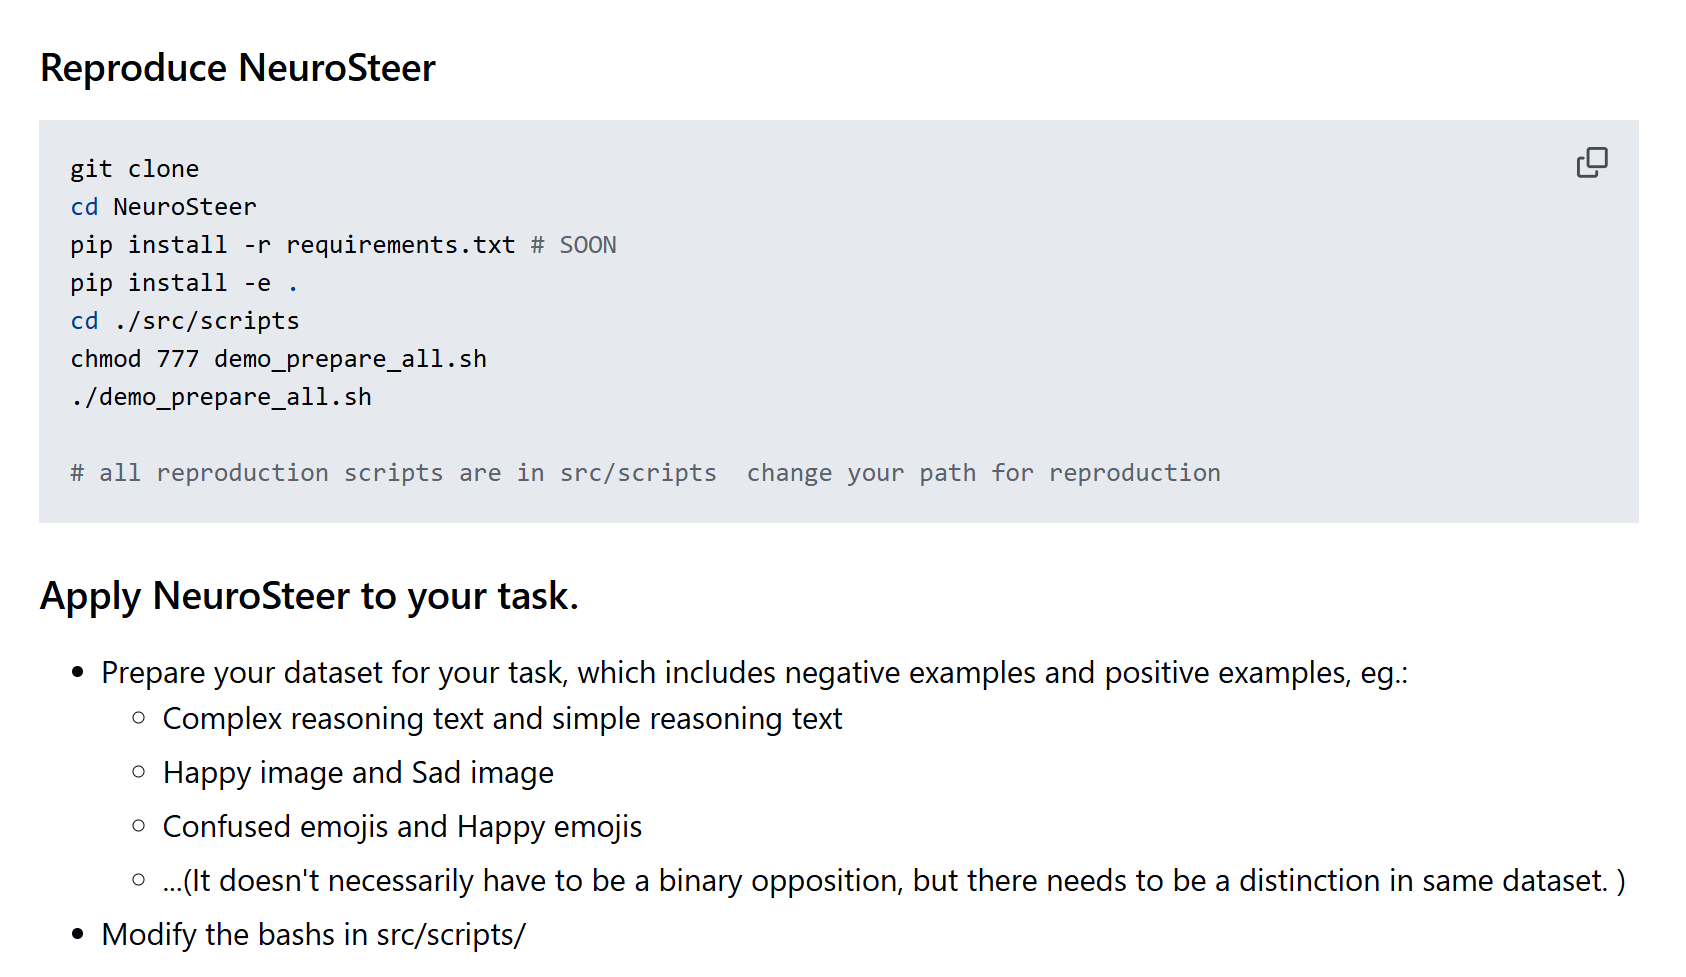 Reproduce NeuroSteer
git clone
cd NeuroSteer
pip install -r requirements.txt # SOON
pip install -e .
cd ./src/scripts
chmod 777 demo_prepare_all.sh
./demo_prepare_all.sh
# all reproduction scripts are in src/scripts  change your path for reproduction
Apply NeuroSteer to your task.
Prepare your dataset for your task, which includes negative examples and positive examples, eg.:
Complex reasoning text and simple reasoning text
Happy image and Sad image
Confused emojis and Happy emojis
...(It doesn't necessarily have to be a binary opposition, but there needs to be a distinction in same dataset. )
Modify the bashs in src/scripts/